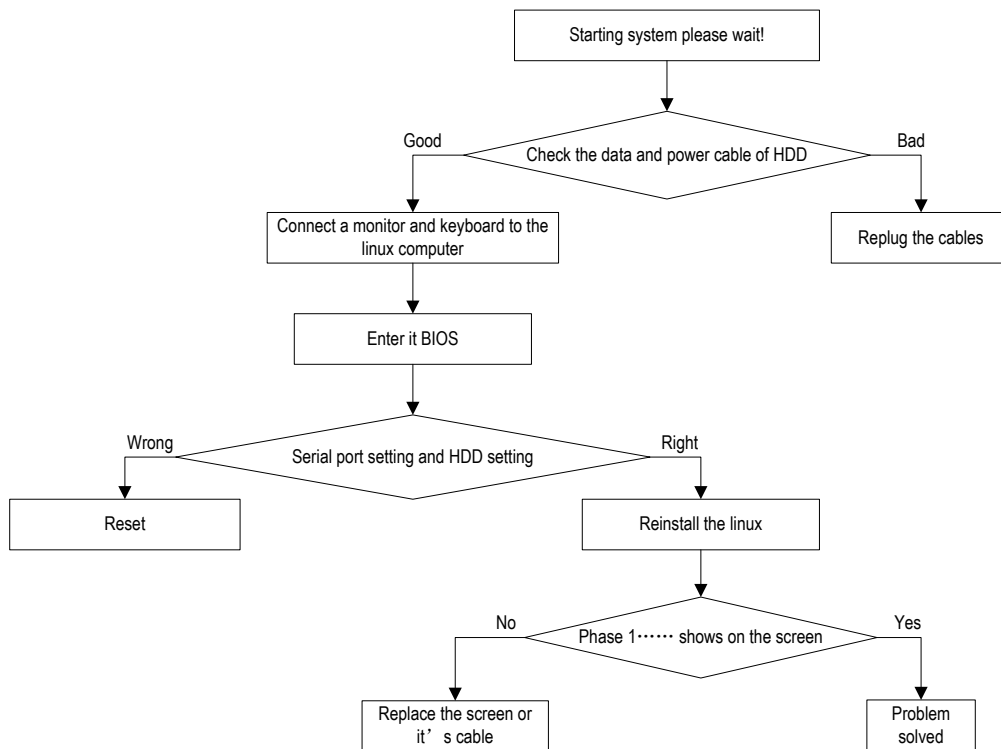 Starting system please wait!
Good
Bad
Check the data and power cable of HDD
Connect a monitor and keyboard to the
linux computer
Replug the cables
Enter it BIOS
Wrong
Right
Serial port setting and HDD setting
Reset
Reinstall the linux
No
Yes
Phase 1…… shows on the screen
Replace the screen or
it’s cable
Problem
solved